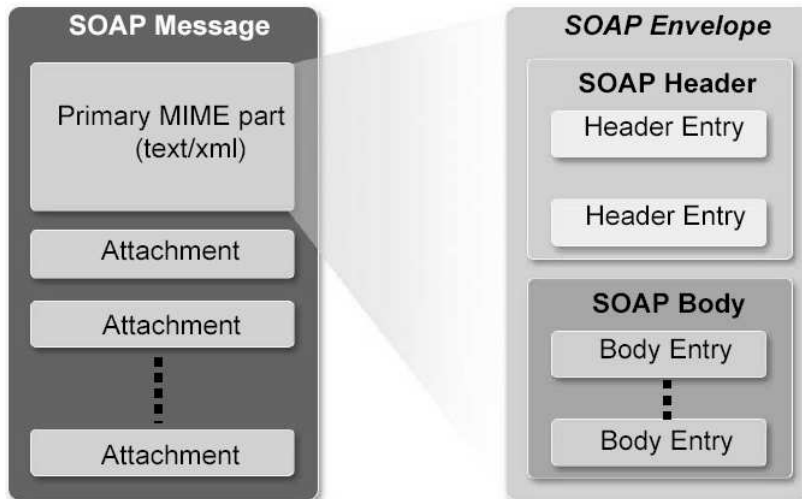 SOAP Message
Primary MIME part
(text/xml)
Attachment
Attachment
Attachment
SOAP Envelope
SOAP Header
Header Entry
Header Entry
SOAP Body
Body Entry
Body Entry